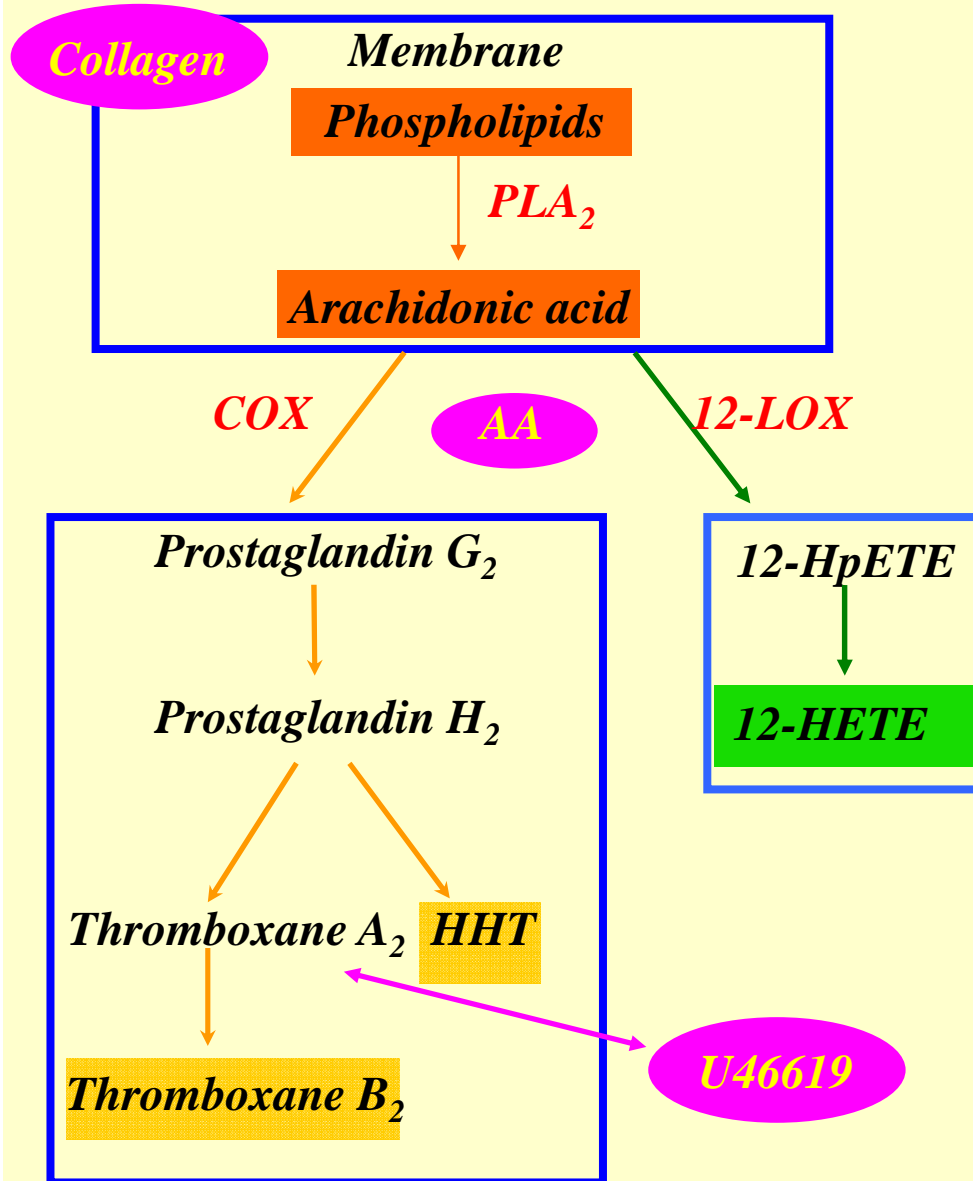 Collagen
Membrane
Phospholipids
PLA₂
Arachidonic acid
COX
AA
12-LOX
Prostaglandin G₂
12-HpETE
Prostaglandin H₂
12-HETE
Thromboxane A₂
HHT
U46619
Thromboxane B₂